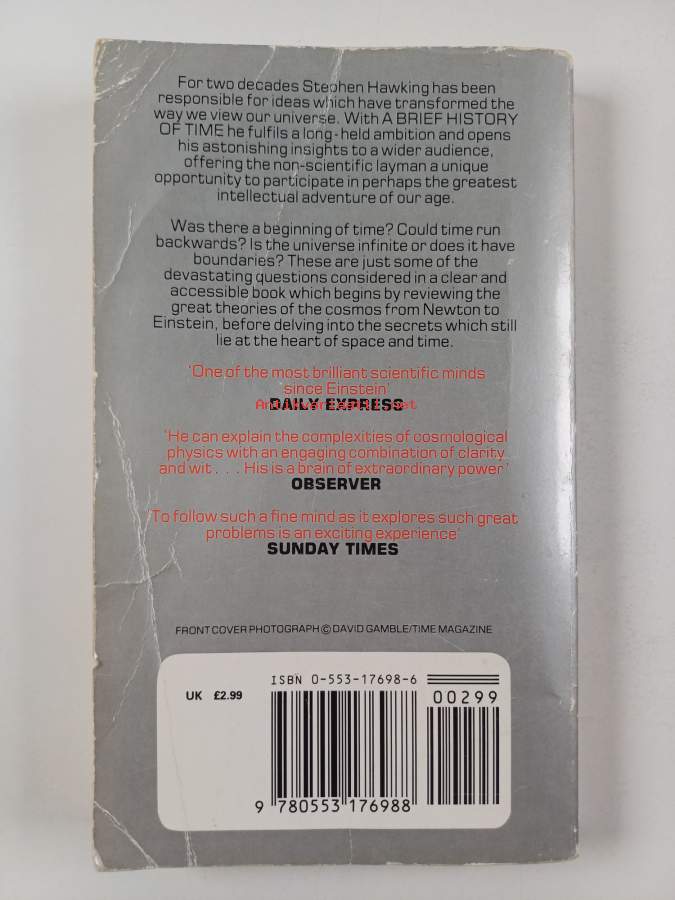 For two decades Stephen Hawking has been
responsible for ideas which have transformed the
way we view our universe. With A BRIEF HISTORY
OF TIME he fulfils a long-held ambition and opens
his astonishing insights to a wider audience,
offering the non-scientific layman a unique
opportunity to participate in perhaps the greatest
intellectual adventure of our age.
Was there a beginning of time? Could time run
backwards? Is the universe infinite or does it have
boundaries? These are just some of the
devastating questions considered in a clear and
accessible book which begins by reviewing the
great theories of the cosmos from Newton to
Einstein, before delving into the secrets which still
lie at the heart of space and time.
'One of the most brilliant scientific minds
since Einstein'
DAILY EXPRESS
'He can explain the complexities of cosmological
physics with an engaging combination of clarity
and wit . . . His is a brain of extraordinary power'
OBSERVER
'To follow such a fine mind as it explores such great
problems is an exciting experience'
SUNDAY TIMES
FRONT COVER PHOTOGRAPH © DAVID GAMBLE/TIME MAGAZINE
ISBN 0-553-17698-6
UK £2.99
00299
9 780553 176988